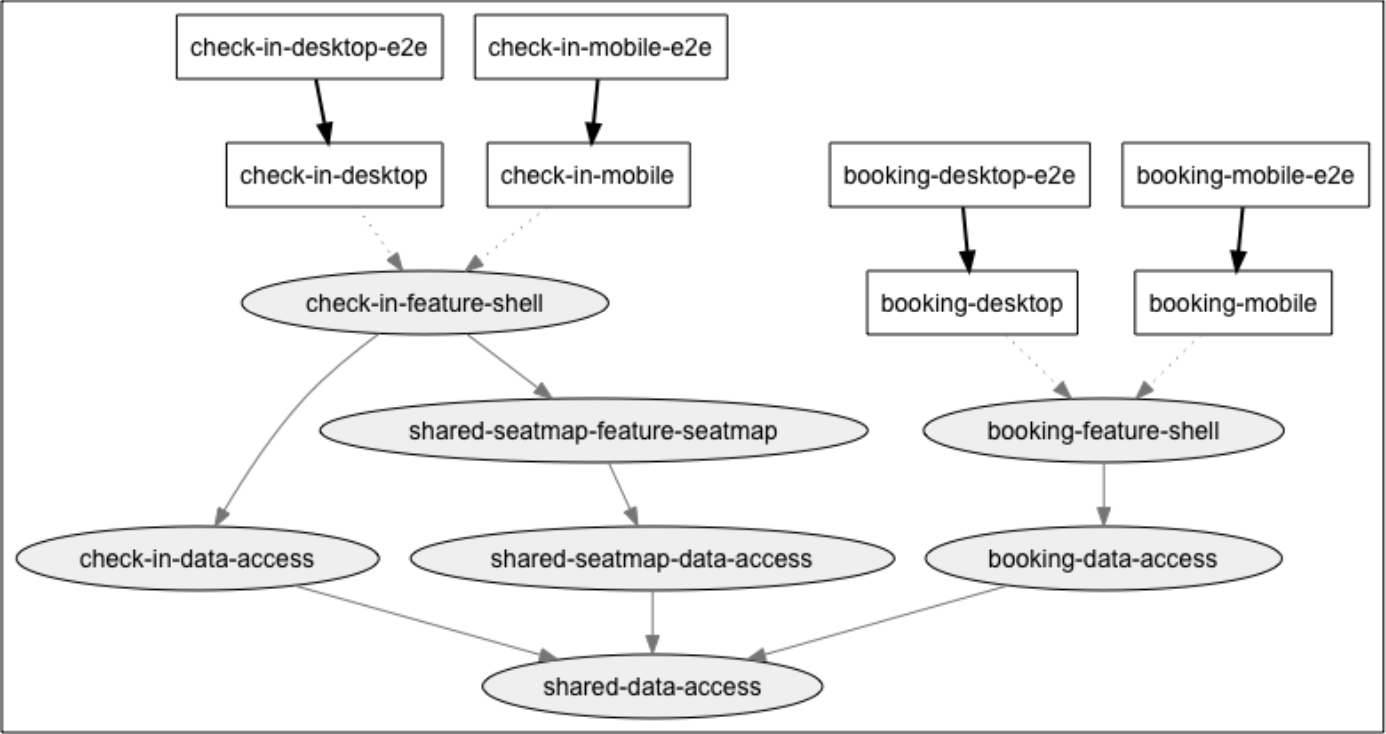 check-in-desktop-e2e
check-in-mobile-e2e
check-in-desktop
check-in-mobile
booking-desktop-e2e
booking-mobile-e2e
check-in-feature-shell
booking-desktop
booking-mobile
shared-seatmap-feature-seatmap
booking-feature-shell
check-in-data-access
shared-seatmap-data-access
booking-data-access
shared-data-access